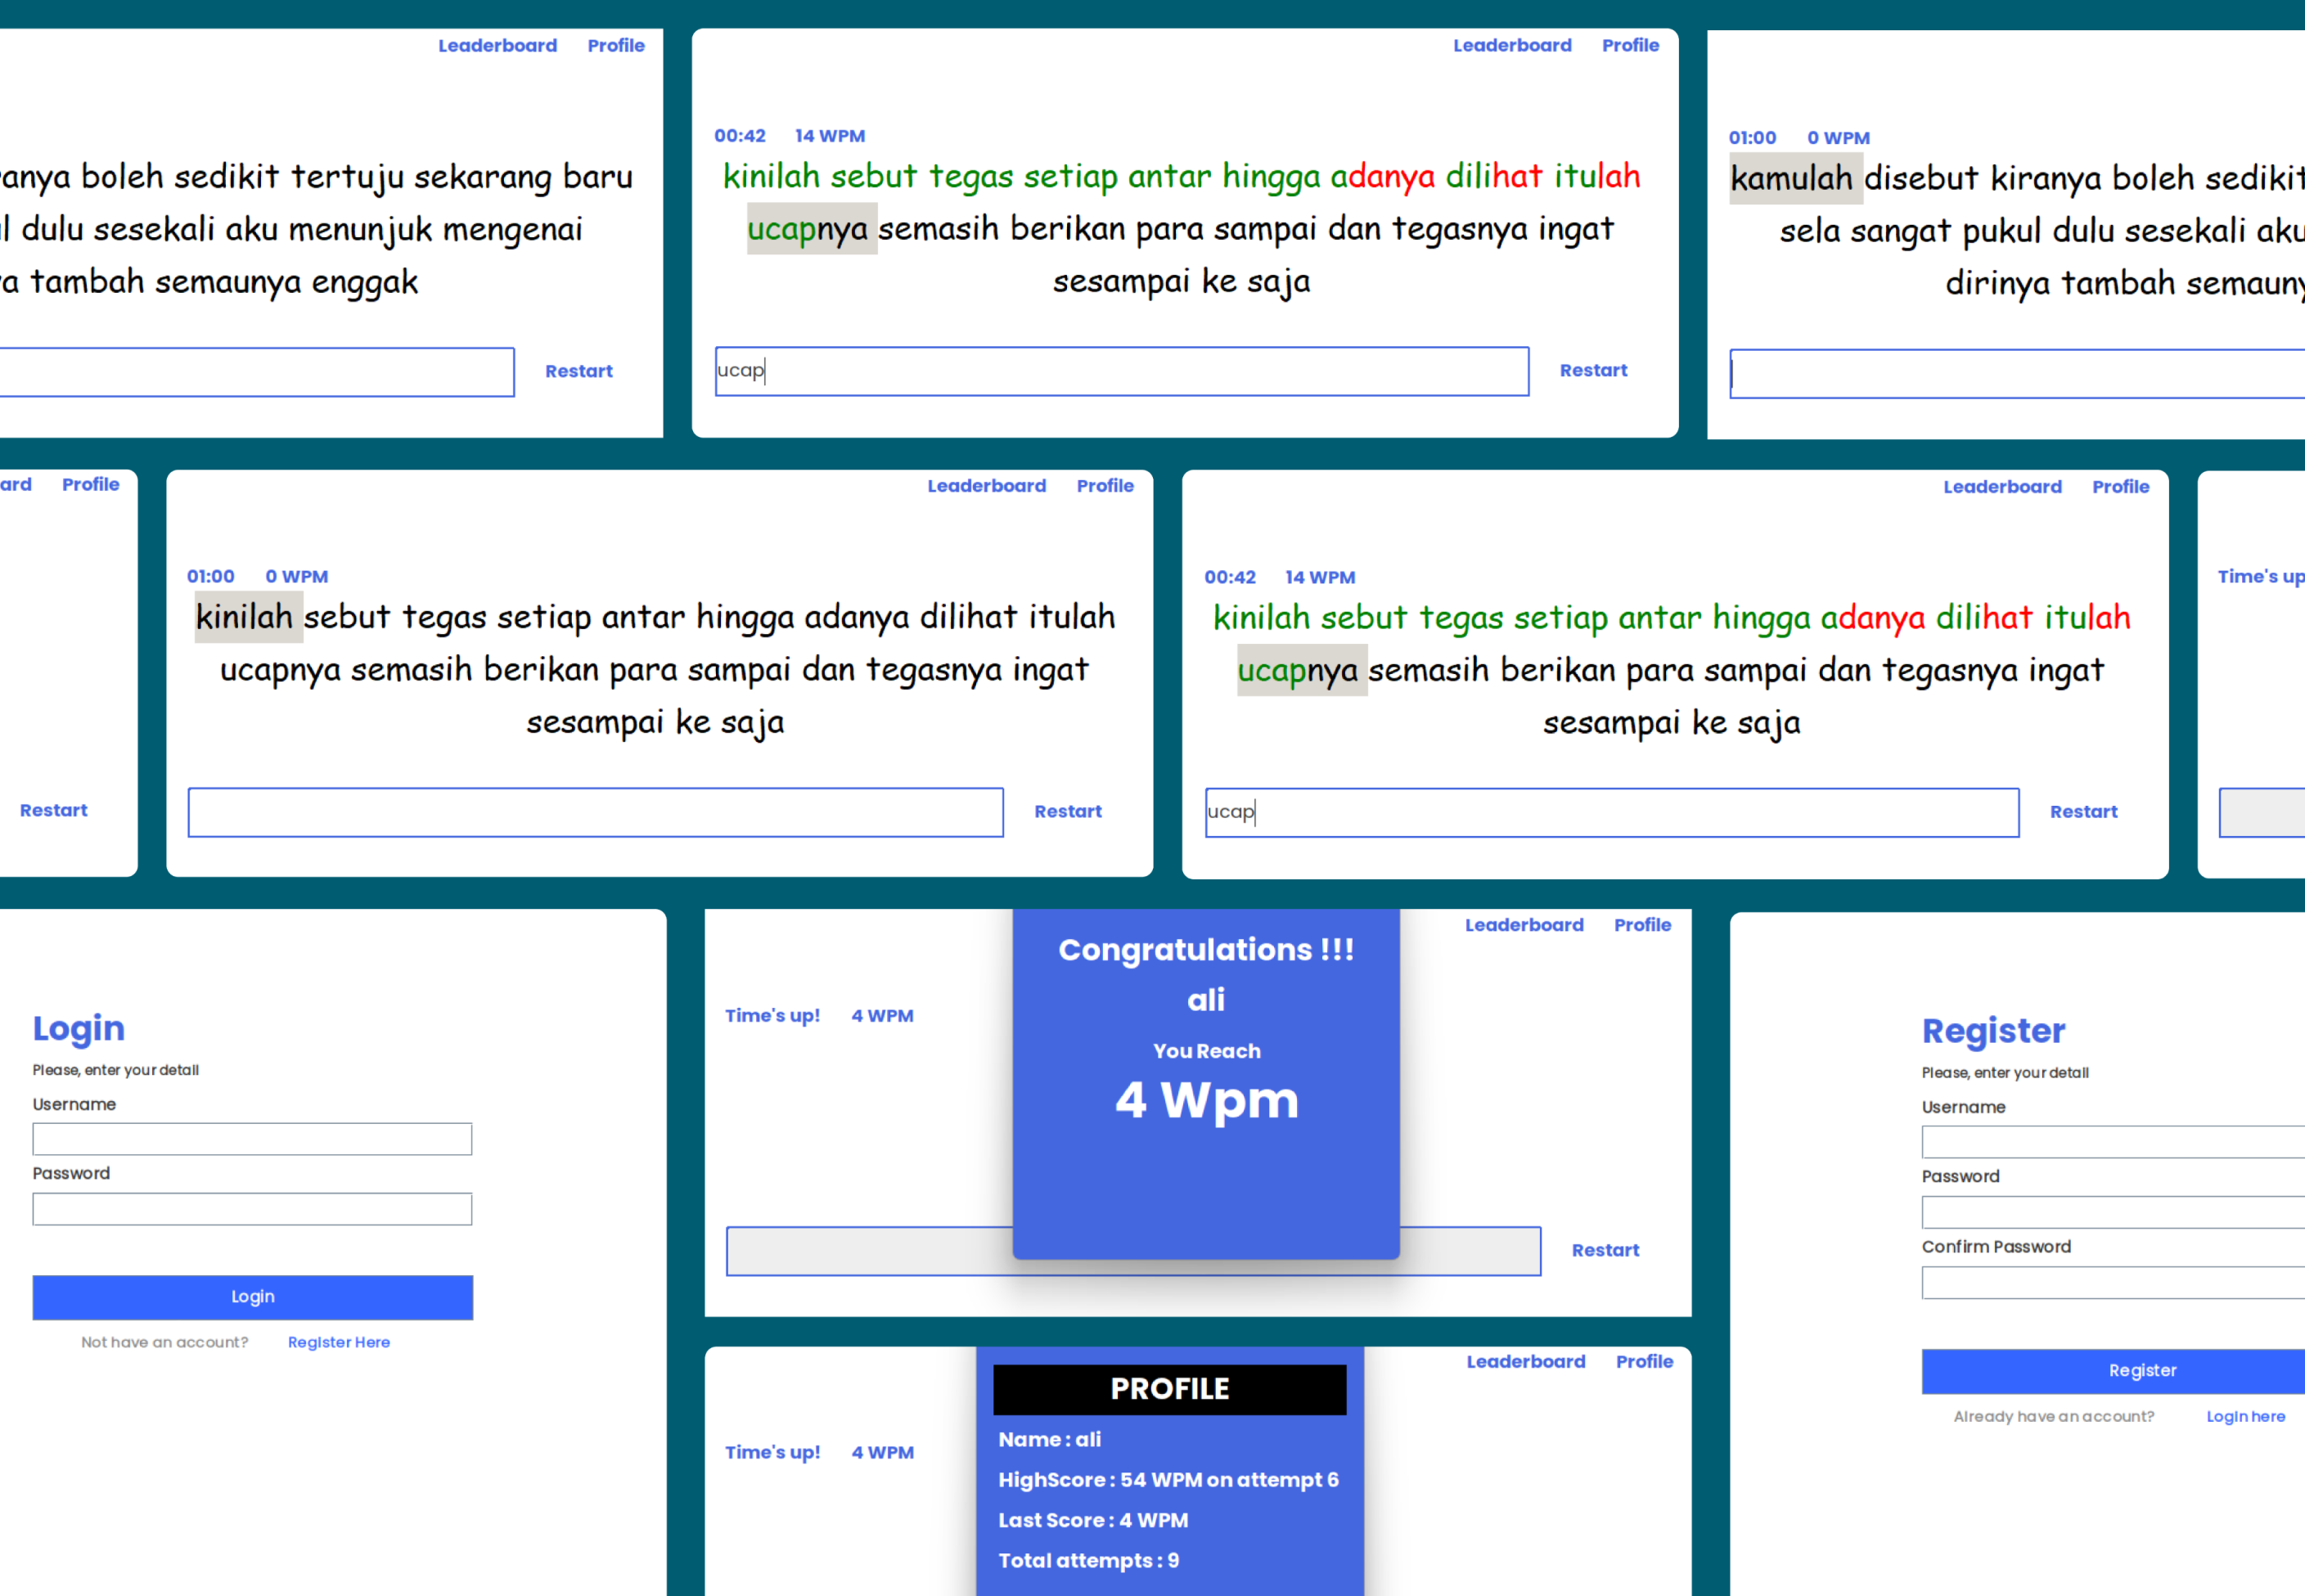 Leaderboard Profile
anya boleh sedikit tertuju sekarang baru
dulu sesekali aku menunjuk mengenai
tambah semaunya enggak
Restart
Leaderboard Profile
00:42 14 WPM
kinilah sebut tegas setiap antar hingga adanya dilihat itulah
ucapnya semasih berikan para sampai dan tegasnya ingat
sesampai ke saja
ucap
Restart
01:00 0 WPM
kamulah disebut kiranya boleh sedikit
sela sangat pukul dulu sesekali aku
dirinya tambah semauny
ard Profile
Restart
Leaderboard Profile
01:00 0 WPM
kinilah sebut tegas setiap antar hingga adanya dilihat itulah
ucapnya semasih berikan para sampai dan tegasnya ingat
sesampai ke saja
Restart
Leaderboard Profile
00:42 14 WPM
kinilah sebut tegas setiap antar hingga adanya dilihat itulah
ucapnya semasih berikan para sampai dan tegasnya ingat
sesampai ke saja
ucap
Restart
Time's up
Login
Please, enter your detail
Username
Password
Login
Not have an account? Register Here
Leaderboard Profile
Time's up! 4 WPM
Congratulations !!!
ali
You Reach
4 Wpm
Restart
Leaderboard Profile
Time's up! 4 WPM
PROFILE
Name : ali
HighScore : 54 WPM on attempt 6
Last Score : 4 WPM
Total attempts : 9
Register
Please, enter your detail
Username
Password
Confirm Password
Register
Already have an account? Login here